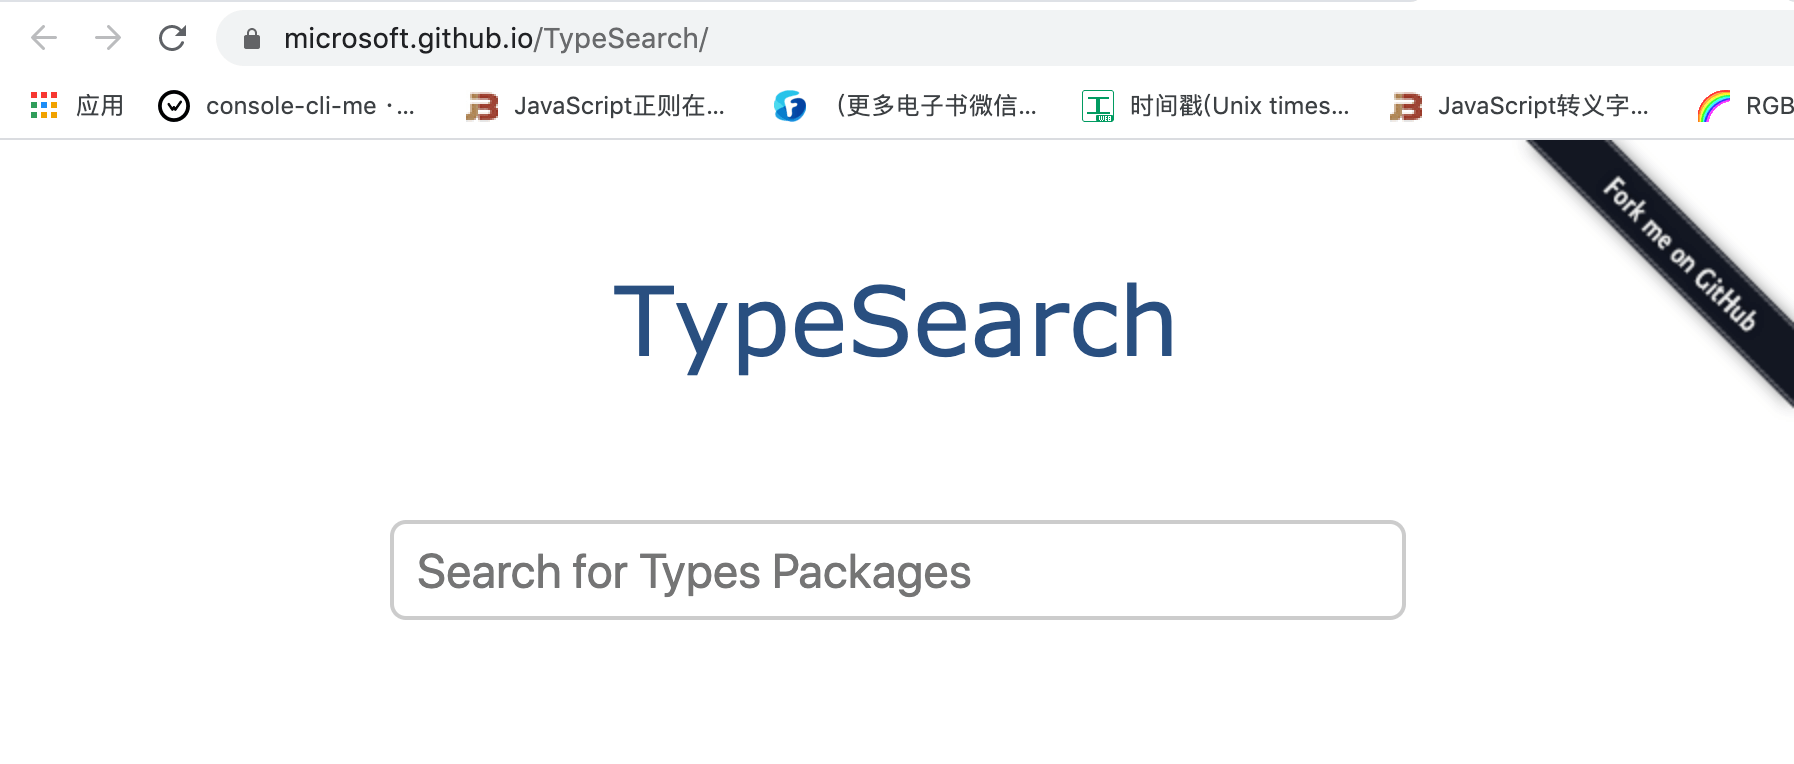 microsoft.github.io/TypeSearch/
应用 console-cli-me ·... JavaScript正则在... （更多电子书微信... 时间戳(Unix times... JavaScript转义字... RGB
Fork me on GitHub
TypeSearch
Search for Types Packages